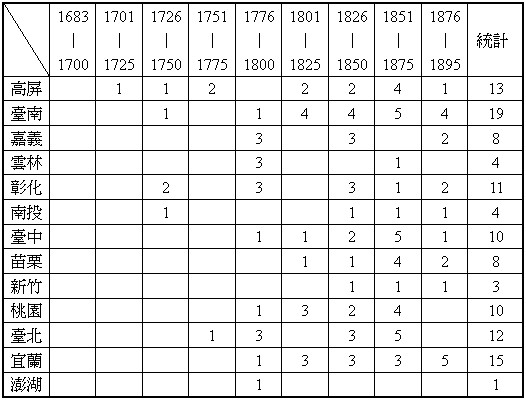 1683 | 1700 1701 | 1725 1726 | 1750 1751 | 1775 1776 | 1800 1801 | 1825 1826 | 1850 1851 | 1875 1876 | 1895 統計
高屏 1 1 2 2 2 4 1 13
臺南 1 1 4 4 5 4 19
嘉義 3 3 2 8
雲林 3 1 4
彰化 2 3 3 1 2 11
南投 1 1 1 1 4
臺中 1 1 2 5 1 10
苗栗 1 1 4 2 8
新竹 1 1 1 3
桃園 1 3 2 4 10
臺北 1 3 3 5 12
宜蘭 1 3 3 3 5 15
澎湖 1 1